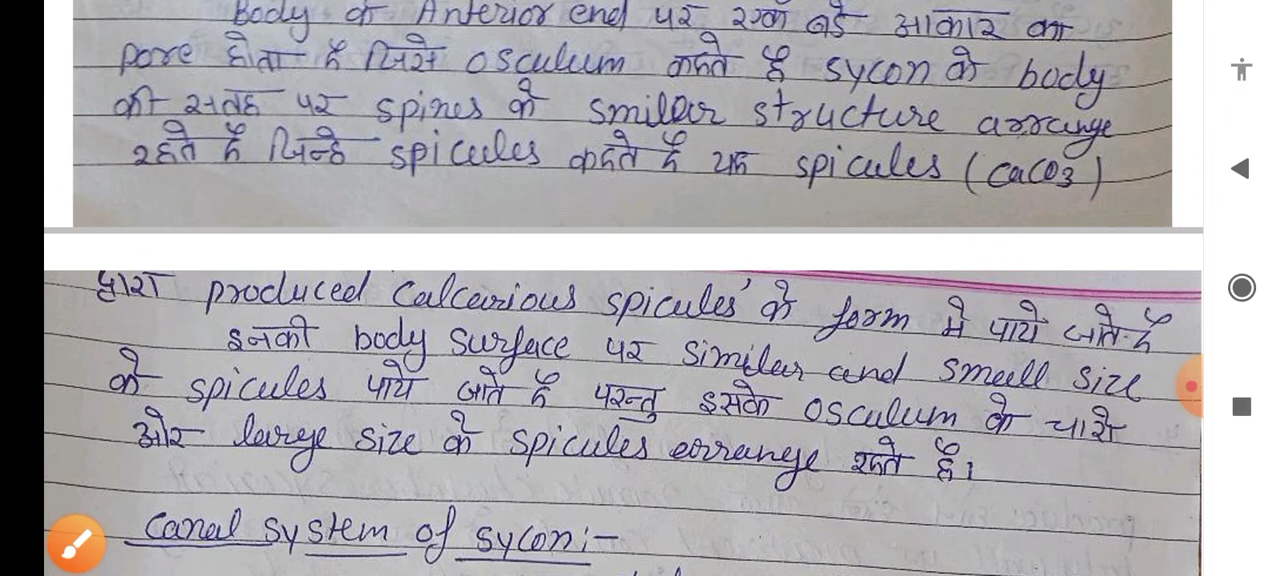 Body के Anterior end पर एक बडे आकार का
pore होता है जिसे osculum कहते है sycon के body
की सतह पर spines के smilar structure arrange
रहते है जिन्हे spicules कहते है यह spicules (CaCO3)
द्वारा produced calcarious spicules के form मे पाये जाते है
इनकी body surface पर similar and small size
के spicules पाये जाते है परन्तु इसके osculum के चारो
ओर large size के spicules arrange रहते है।
Canal system of sycon:-